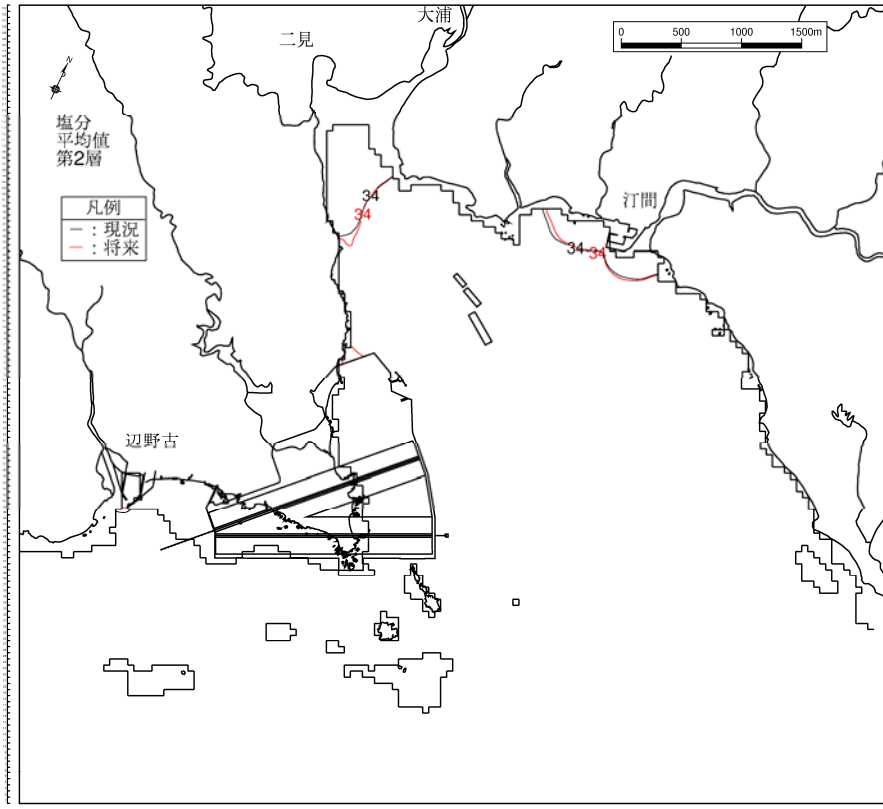 大浦
二見
0 500 1000 1500m
N
塩分
平均値
第2層
凡例
― : 現況
― : 将来
34
34
汀間
34
34
辺野古